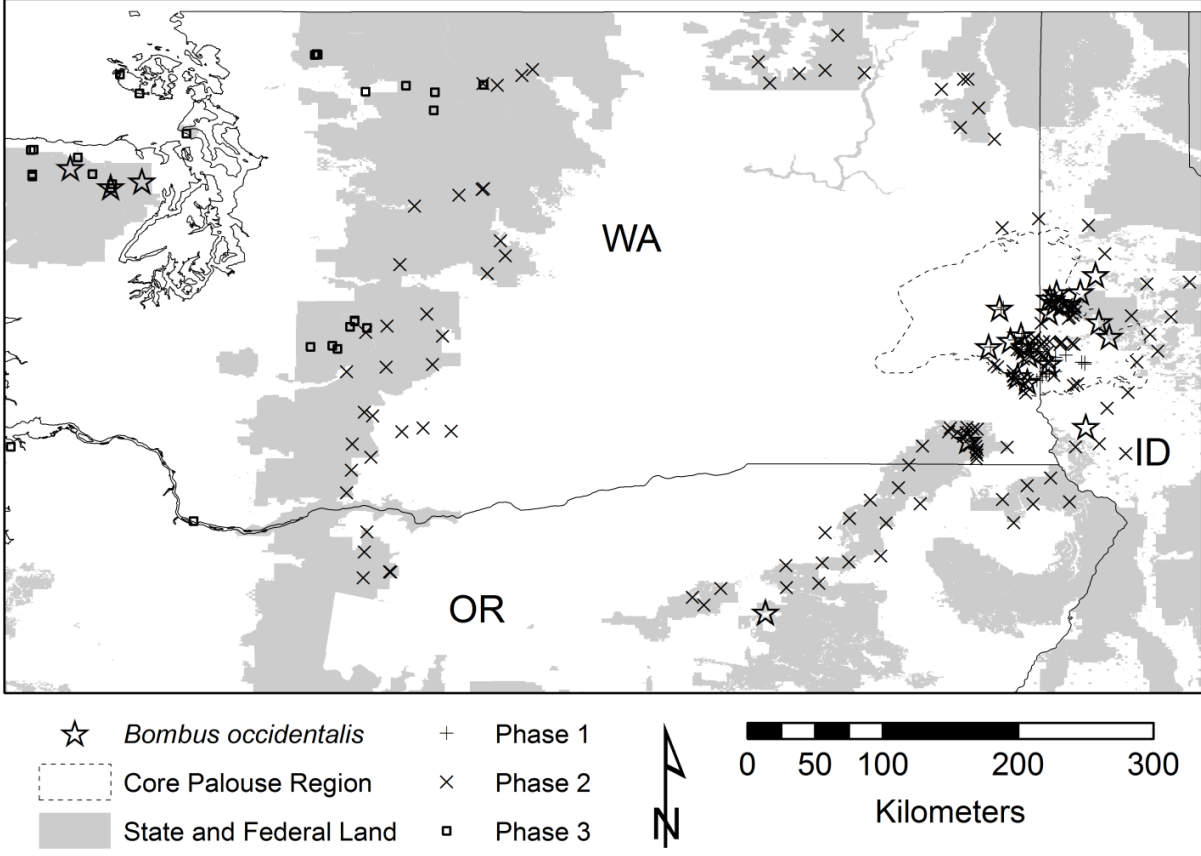 WA
ID
OR
Bombus occidentalis
Phase 1
Core Palouse Region
Phase 2
State and Federal Land
Phase 3
N
0 50 100 200 300
Kilometers